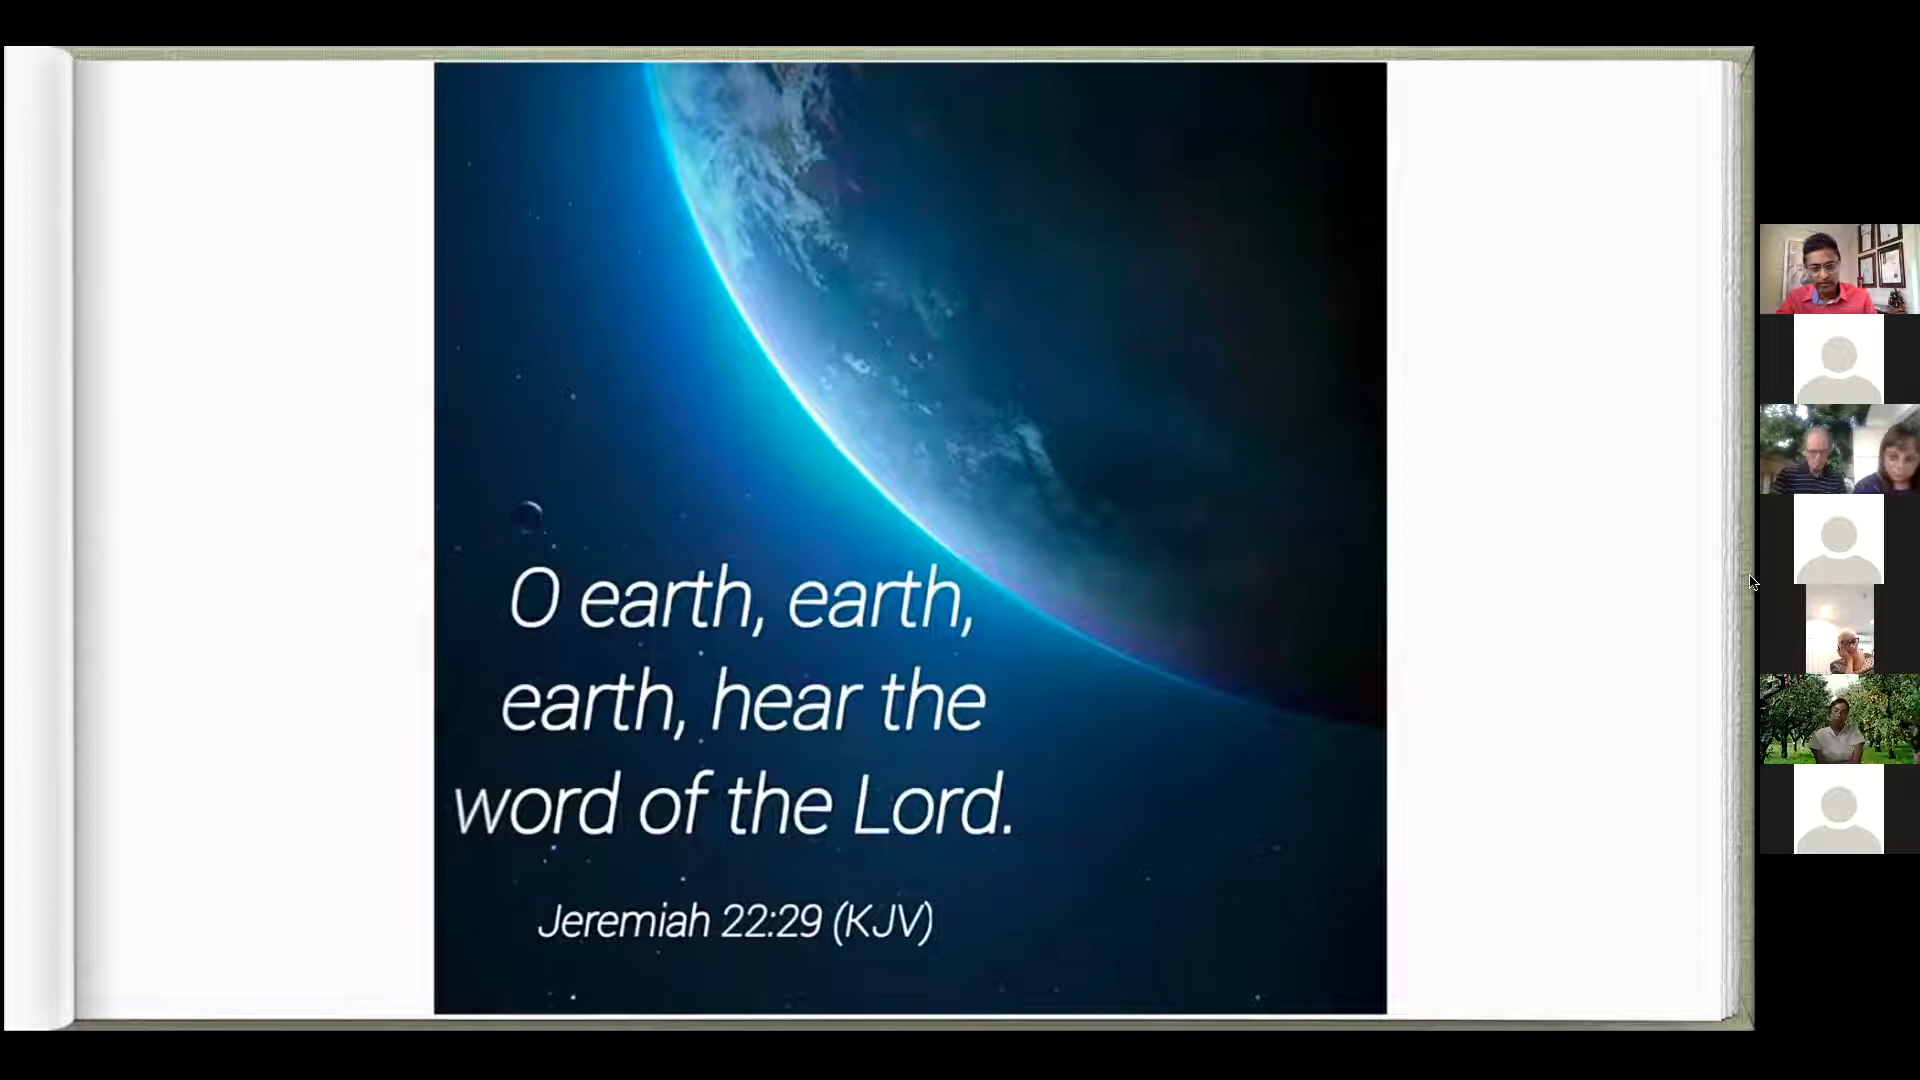 O earth, earth,
earth, hear the
word of the Lord.
Jeremiah 22:29 (KJV)